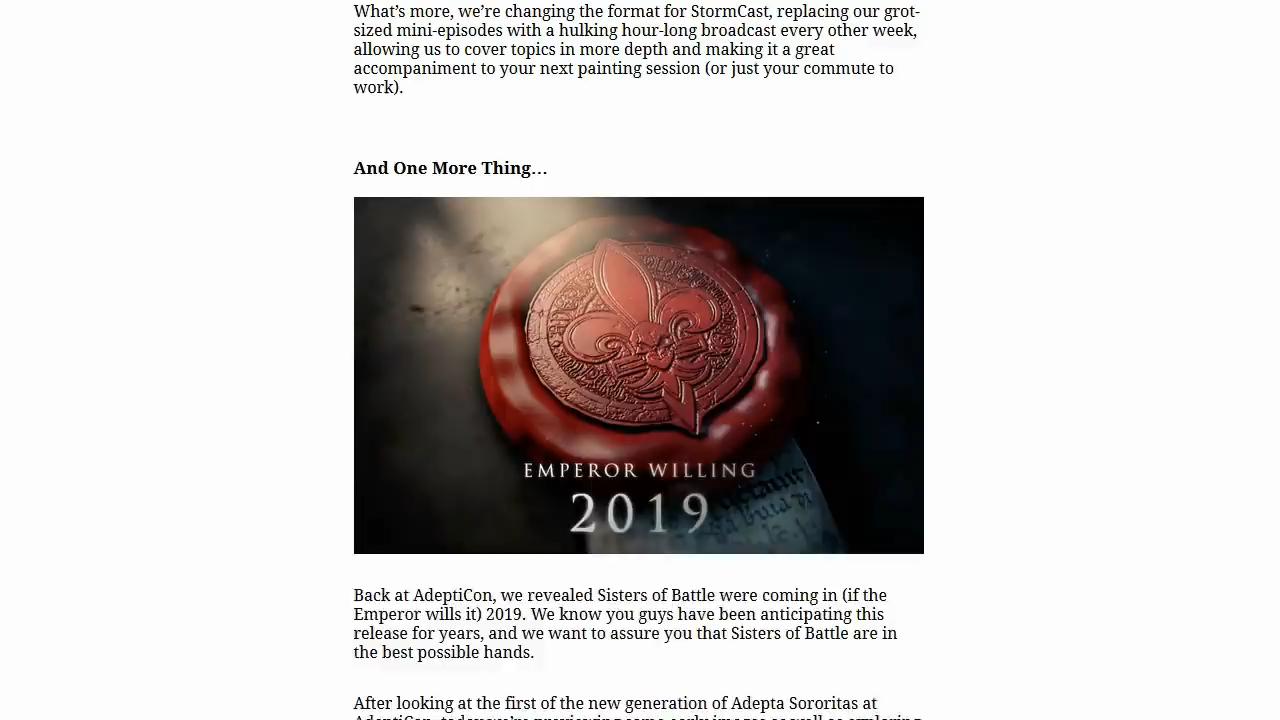 What’s more, we’re changing the format for StormCast, replacing our grot-
sized mini-episodes with a hulking hour-long broadcast every other week,
allowing us to cover topics in more depth and making it a great
accompaniment to your next painting session (or just your commute to
work).
And One More Thing…
EMPEROR WILLING
2019
Back at AdeptiCon, we revealed Sisters of Battle were coming in (if the
Emperor wills it) 2019. We know you guys have been anticipating this
release for years, and we want to assure you that Sisters of Battle are in
the best possible hands.
After looking at the first of the new generation of Adepta Sororitas at